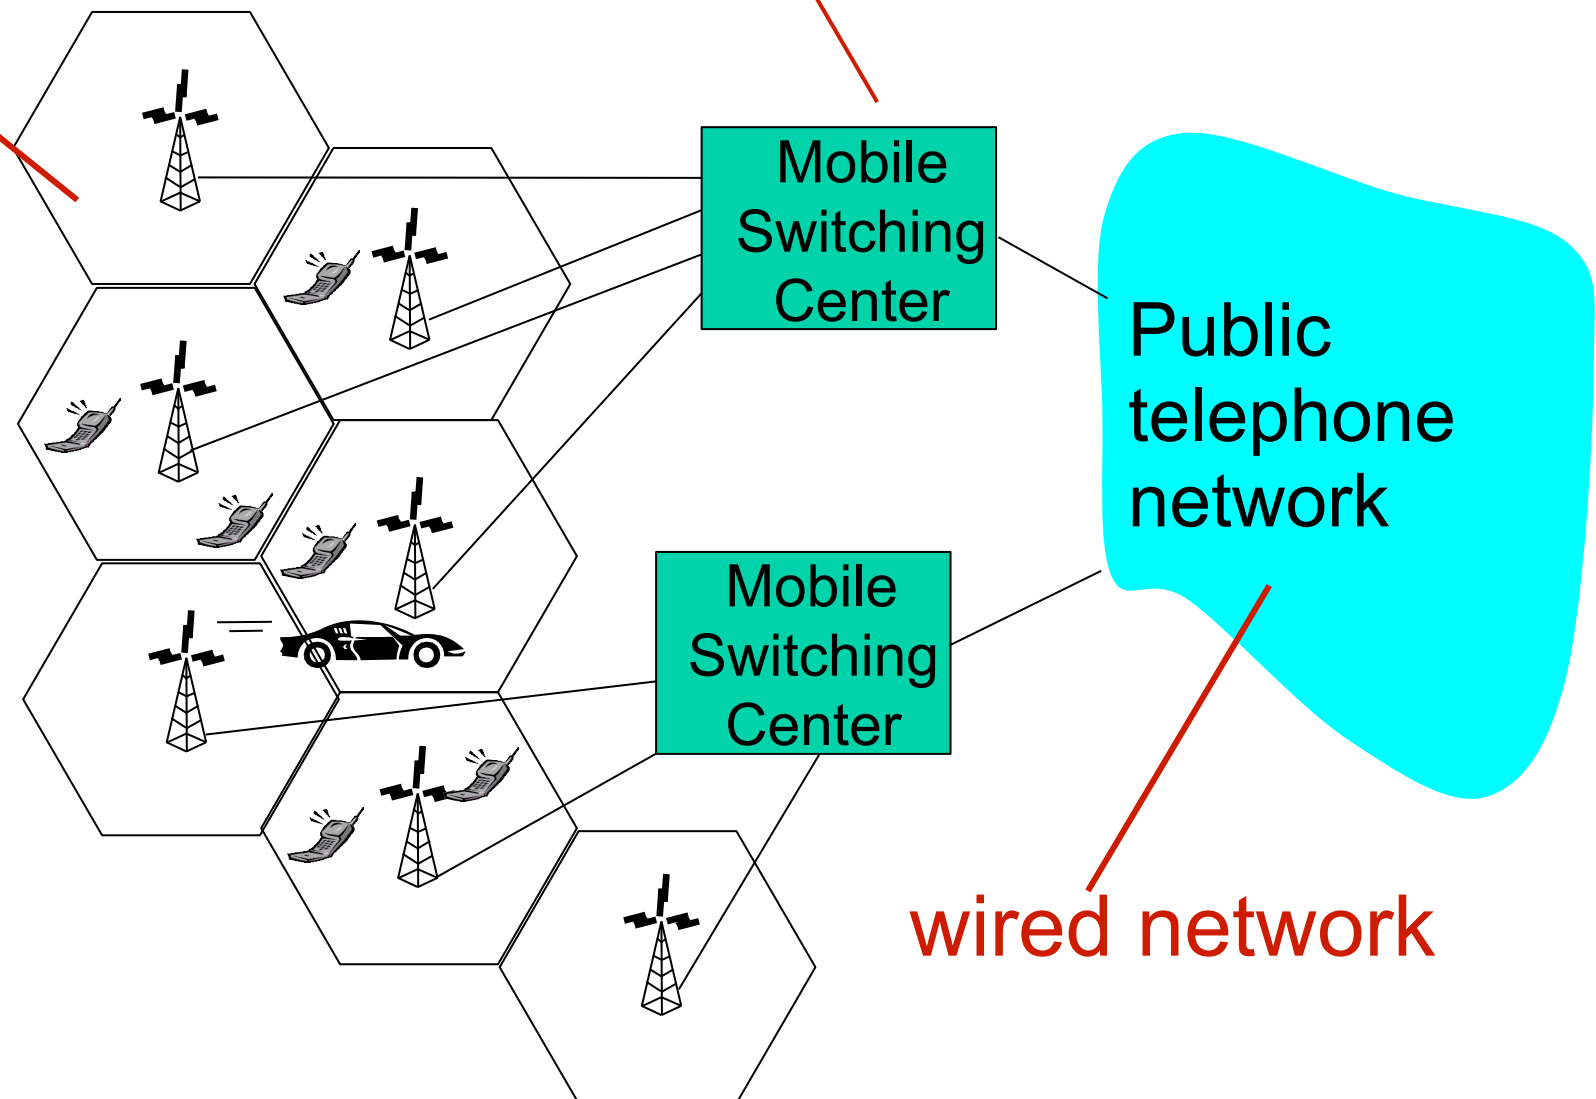 Mobile
Switching
Center
Public
telephone
network
Mobile
Switching
Center
wired network